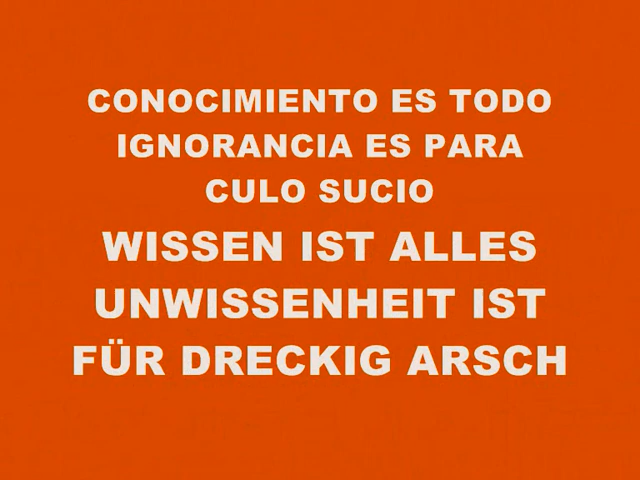 CONOCIMIENTO ES TODO
IGNORANCIA ES PARA
CULO SUCIO
WISSEN IST ALLES
UNWISSENHEIT IST
FÜR DRECKIG ARSCH